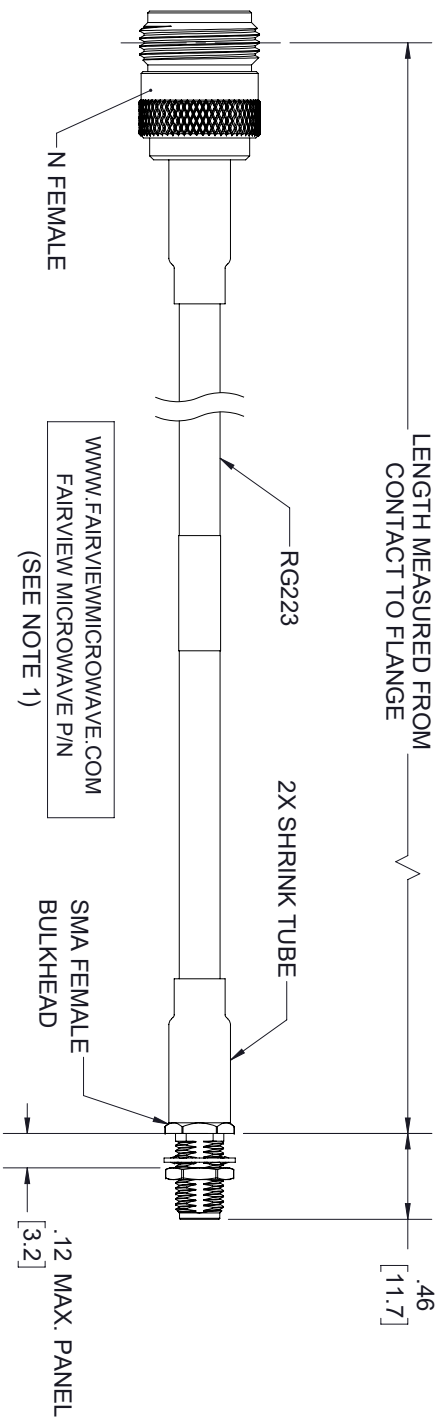 LENGTH MEASURED FROM
CONTACT TO FLANGE
.46
[11.7]
N FEMALE
RG223
2X SHRINK TUBE
WWW.FAIRVIEWMICROWAVE.COM
FAIRVIEW MICROWAVE P/N
(SEE NOTE 1)
SMA FEMALE
BULKHEAD
.12 MAX. PANEL
[3.2]